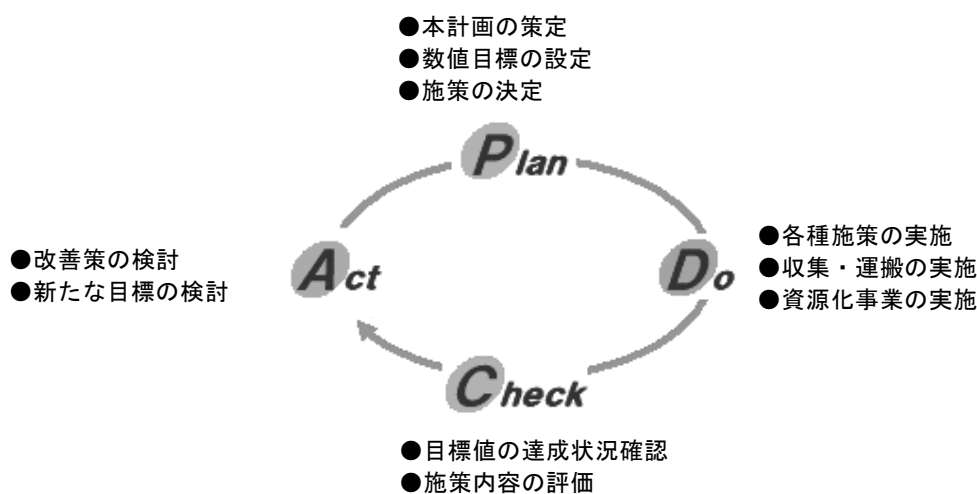 ●本計画の策定
●数値目標の設定
●施策の決定
Plan
●各種施策の実施
●収集・運搬の実施
●資源化事業の実施
Do
Check
●目標値の達成状況確認
●施策内容の評価
Act
●改善策の検討
●新たな目標の検討